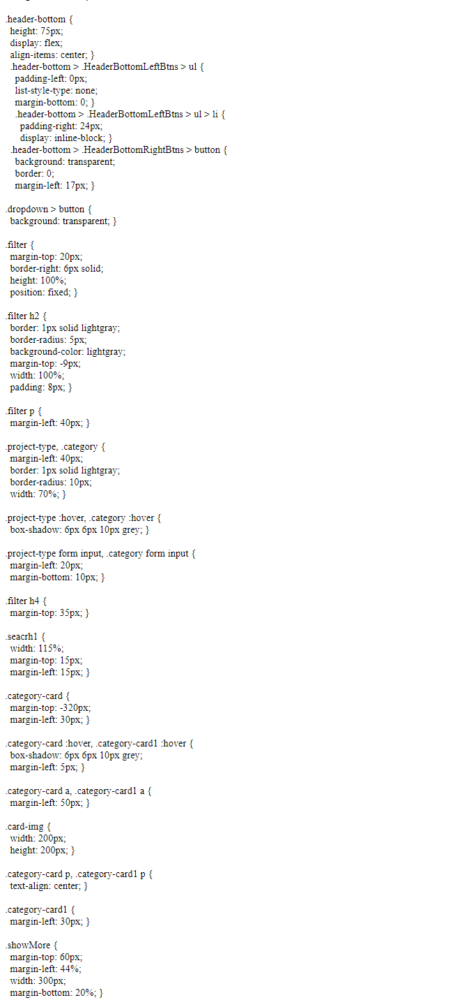 .header-bottom {
height: 75px;
display: flex;
align-items: center; }
.header-bottom > .HeaderBottomLeftBtns > ul {
padding-left: 0px;
list-style-type: none;
margin-bottom: 0; }
.header-bottom > .HeaderBottomLeftBtns > ul > li {
padding-right: 24px;
display: inline-block; }
.header-bottom > .HeaderBottomRightBtns > button {
background: transparent;
border: 0;
margin-left: 17px; }
.dropdown > button {
background: transparent; }
.filter {
margin-top: 20px;
border-right: 6px solid;
height: 100%;
position: fixed; }
.filter h2 {
border: 1px solid lightgray;
border-radius: 5px;
background-color: lightgray;
margin-top: -9px;
width: 100%;
padding: 8px; }
.filter p {
margin-left: 40px; }
.project-type, .category {
margin-left: 40px;
border: 1px solid lightgray;
border-radius: 10px;
width: 70%; }
.project-type :hover, .category :hover {
box-shadow: 6px 6px 10px grey; }
.project-type form input, .category form input {
margin-left: 20px;
margin-bottom: 10px; }
.filter h4 {
margin-top: 35px; }
.seacrh1 {
width: 115%;
margin-top: 15px;
margin-left: 15px; }
.category-card {
margin-top: -320px;
margin-left: 30px; }
.category-card :hover, .category-card1 :hover {
box-shadow: 6px 6px 10px grey;
margin-left: 5px; }
.category-card a, .category-card1 a {
margin-left: 50px; }
.card-img {
width: 200px;
height: 200px; }
.category-card p, .category-card1 p {
text-align: center; }
.category-card1 {
margin-left: 30px; }
.showMore {
margin-top: 60px;
margin-left: 44%;
width: 300px;
margin-bottom: 20%; }